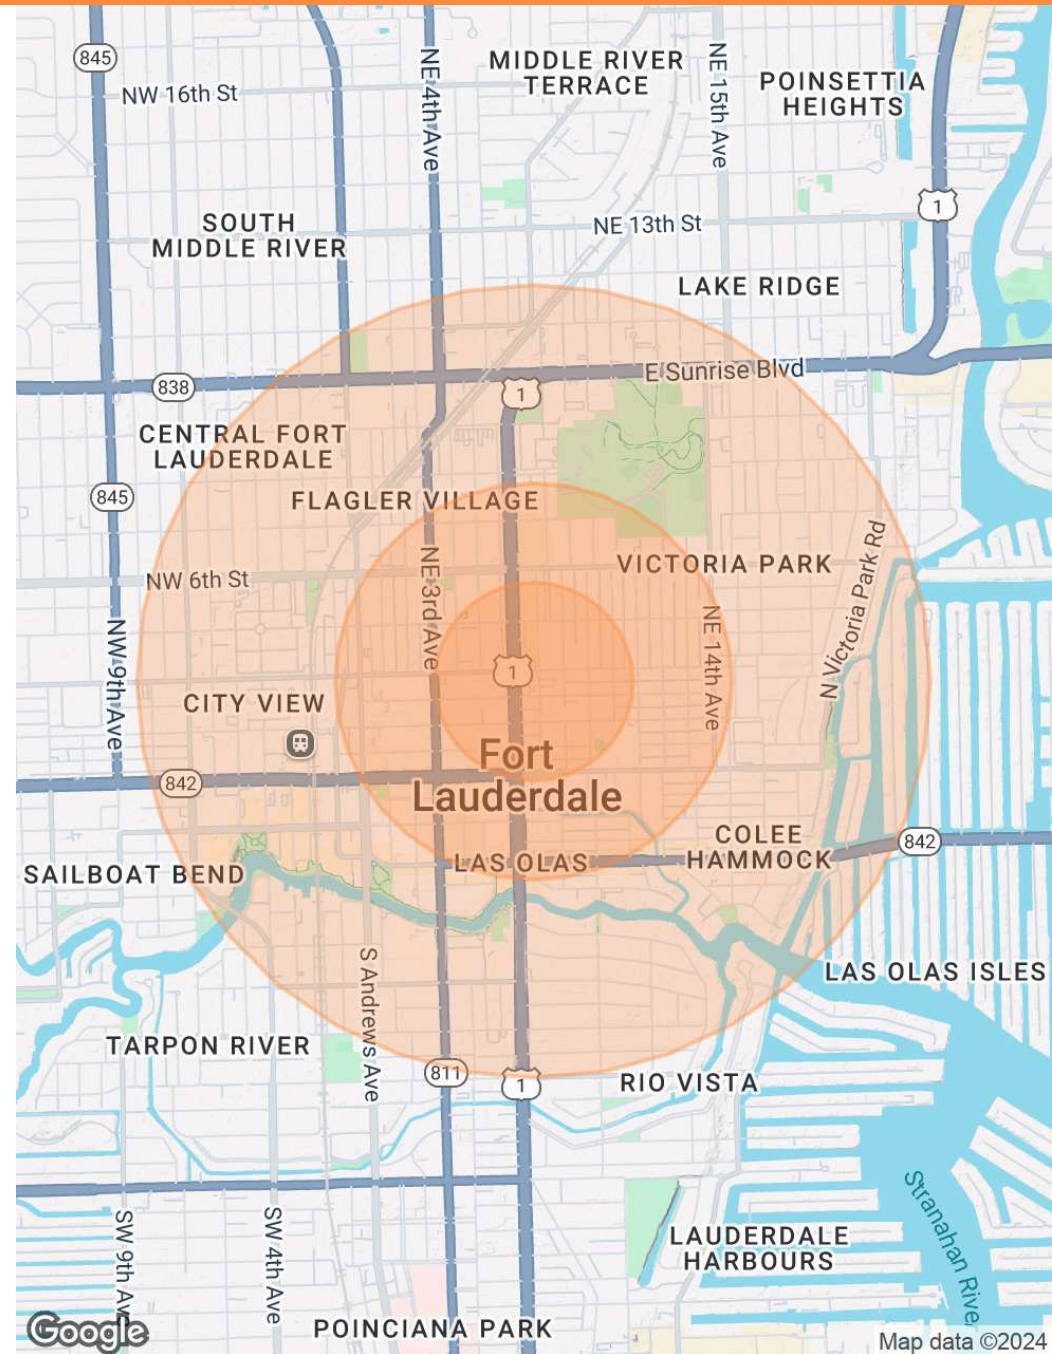 845
NW 16th St
NE 4th Ave
MIDDLE RIVER
TERRACE
NE 15th Ave
POINSETTIA
HEIGHTS
1
SOUTH
MIDDLE RIVER
NE 13th St
LAKE RIDGE
838
1
E Sunrise Blvd
CENTRAL FORT
LAUDERDALE
845
FLAGLER VILLAGE
NW 6th St
NE 3rd Ave
VICTORIA PARK
N Victoria Park Rd
NW 9th Ave
NE 14th Ave
1
CITY VIEW
842
Fort
Lauderdale
COLEE
HAMMOCK
842
LAS OLAS
SAILBOAT BEND
S Andrews Ave
LAS OLAS ISLES
TARPON RIVER
811
1
RIO VISTA
SW 9th Ave
SW 4th Ave
LAUDERDALE
HARBOURS
Stranahan River
POINCIANA PARK
Google
Map data ©2024